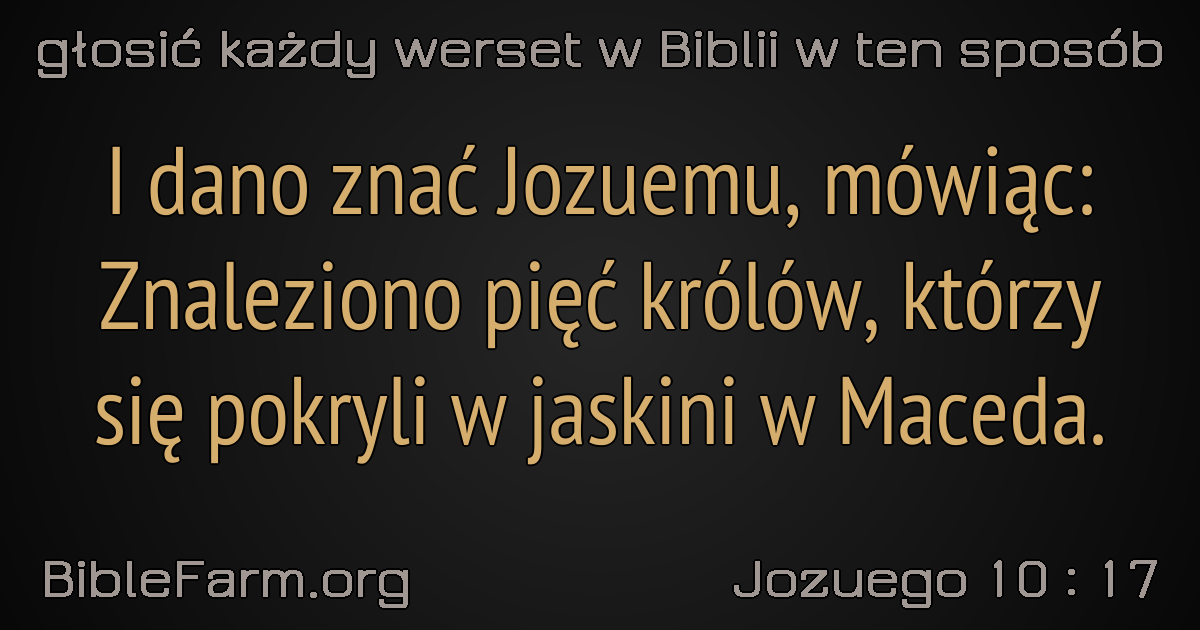 głosić każdy werset w Biblii w ten sposób
I dano znać Jozuemu, mówiąc:
Znaleziono pięć królów, którzy
się pokryli w jaskini w Maceda.
BibleFarm.org
Jozuego 10 : 17